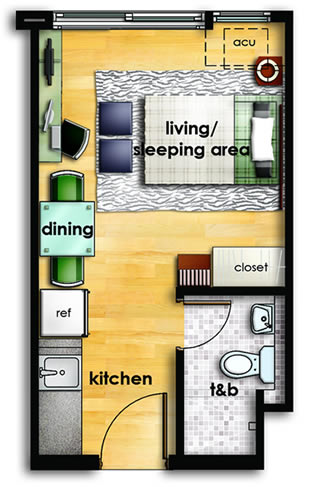 acu
living/
sleeping area
dining
closet
ref
kitchen
t&b